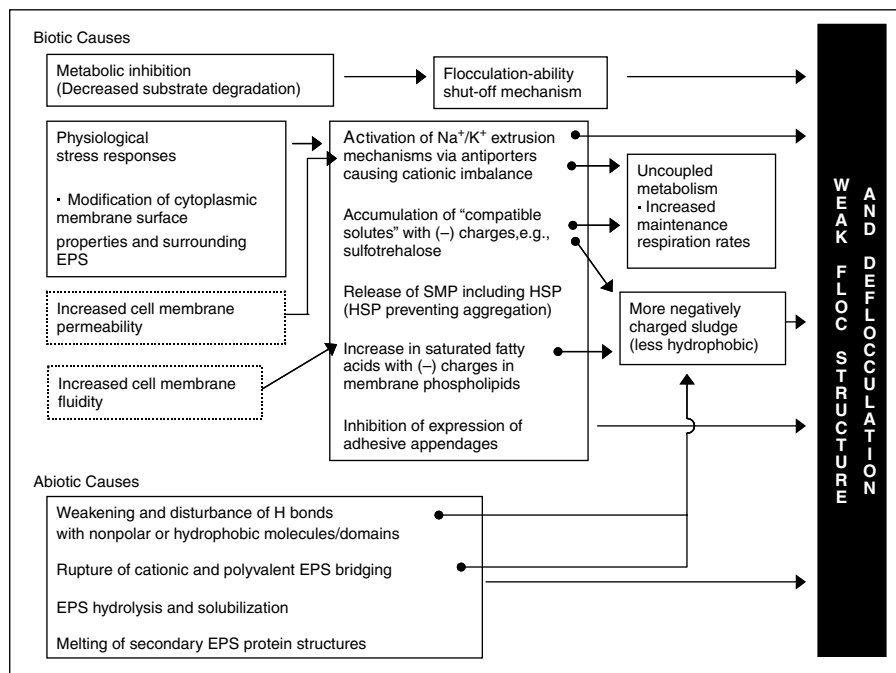 Biotic Causes
Metabolic inhibition
(Decreased substrate degradation)
Flocculation-ability
shut-off mechanism
Physiological
stress responses
· Modification of cytoplasmic
membrane surface
properties and surrounding
EPS
Increased cell membrane
permeability
Increased cell membrane
fluidity
Activation of Na⁺/K⁺ extrusion
mechanisms via antiporters
causing cationic imbalance
Accumulation of “compatible
solutes” with (–) charges,e.g.,
sulfotrehalose
Release of SMP including HSP
(HSP preventing aggregation)
Increase in saturated fatty
acids with (–) charges in
membrane phospholipids
Inhibition of expression of
adhesive appendages
Uncoupled
metabolism
· Increased
maintenance
respiration rates
More negatively
charged sludge
(less hydrophobic)
Abiotic Causes
Weakening and disturbance of H bonds
with nonpolar or hydrophobic molecules/domains
Rupture of cationic and polyvalent EPS bridging
EPS hydrolysis and solubilization
Melting of secondary EPS protein structures
WEAK FLOC STRUCTURE
AND DEFLOCCULATION